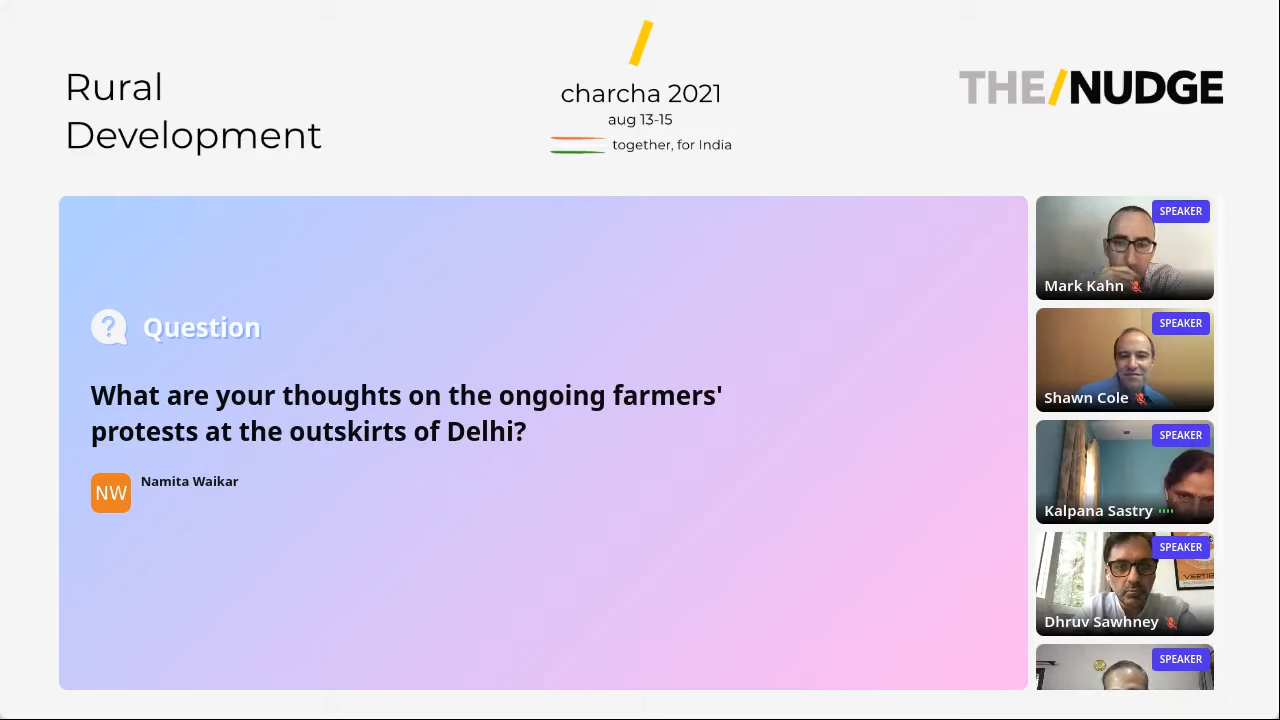 Rural
Development
charcha 2021
aug 13-15
together, for India
THE/NUDGE
Question
What are your thoughts on the ongoing farmers'
protests at the outskirts of Delhi?
NW
Namita Waikar
SPEAKER
Mark Kahn
SPEAKER
Shawn Cole
SPEAKER
Kalpana Sastry
SPEAKER
VERTIGO
Dhruv Sawhney
SPEAKER